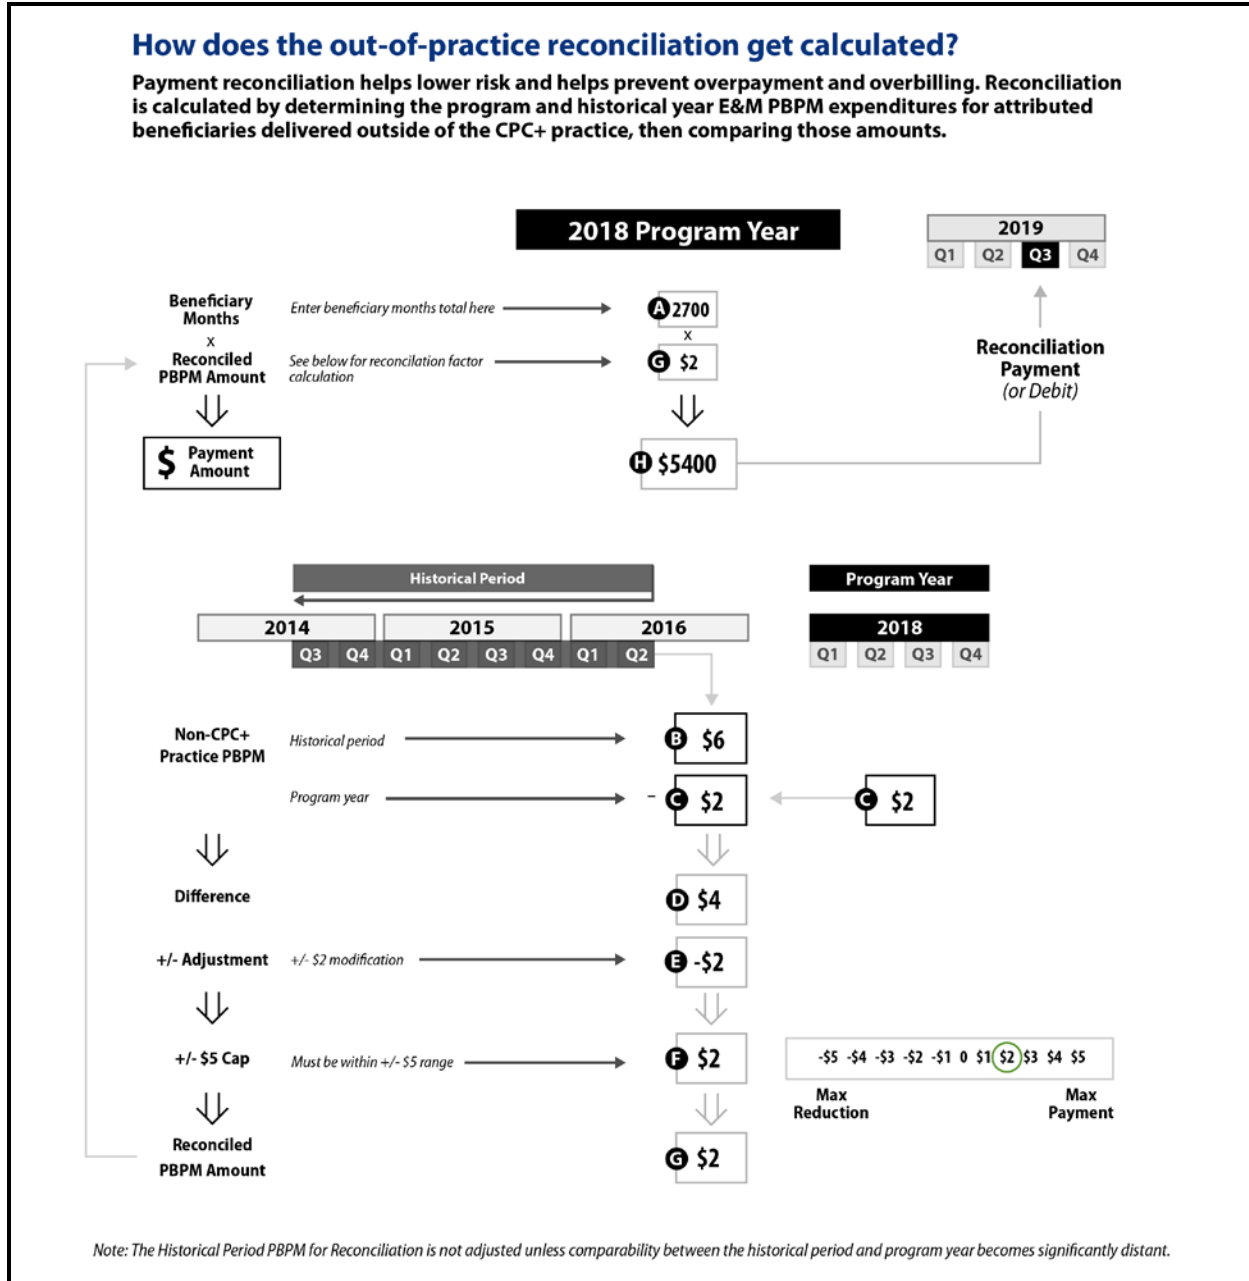 How does the out-of-practice reconciliation get calculated?
Payment reconciliation helps lower risk and helps prevent overpayment and overbilling. Reconciliation
is calculated by determining the program and historical year E&M PBPM expenditures for attributed
beneficiaries delivered outside of the CPC+ practice, then comparing those amounts.
2018 Program Year
2019
Q1 Q2 Q3 Q4
Beneficiary
Months
Enter beneficiary months total here
A 2700
x
x
Reconciled
PBPM Amount
See below for reconcilation factor
calculation
G $2
Reconciliation
Payment
(or Debit)
$ Payment
Amount
H $5400
Historical Period
Program Year
2014 2015 2016
2018
Q3 Q4 Q1 Q2 Q3 Q4 Q1 Q2
Q1 Q2 Q3 Q4
Non-CPC+
Practice PBPM
Historical period
B $6
Program year
– C $2
C $2
Difference
D $4
+/- Adjustment
+/- $2 modification
E -$2
+/- $5 Cap
Must be within +/- $5 range
F $2
-$5 -$4 -$3 -$2 -$1 0 $1 $2 $3 $4 $5
Max
Reduction
Max
Payment
Reconciled
PBPM Amount
G $2
Note: The Historical Period PBPM for Reconciliation is not adjusted unless comparability between the historical period and program year becomes significantly distant.